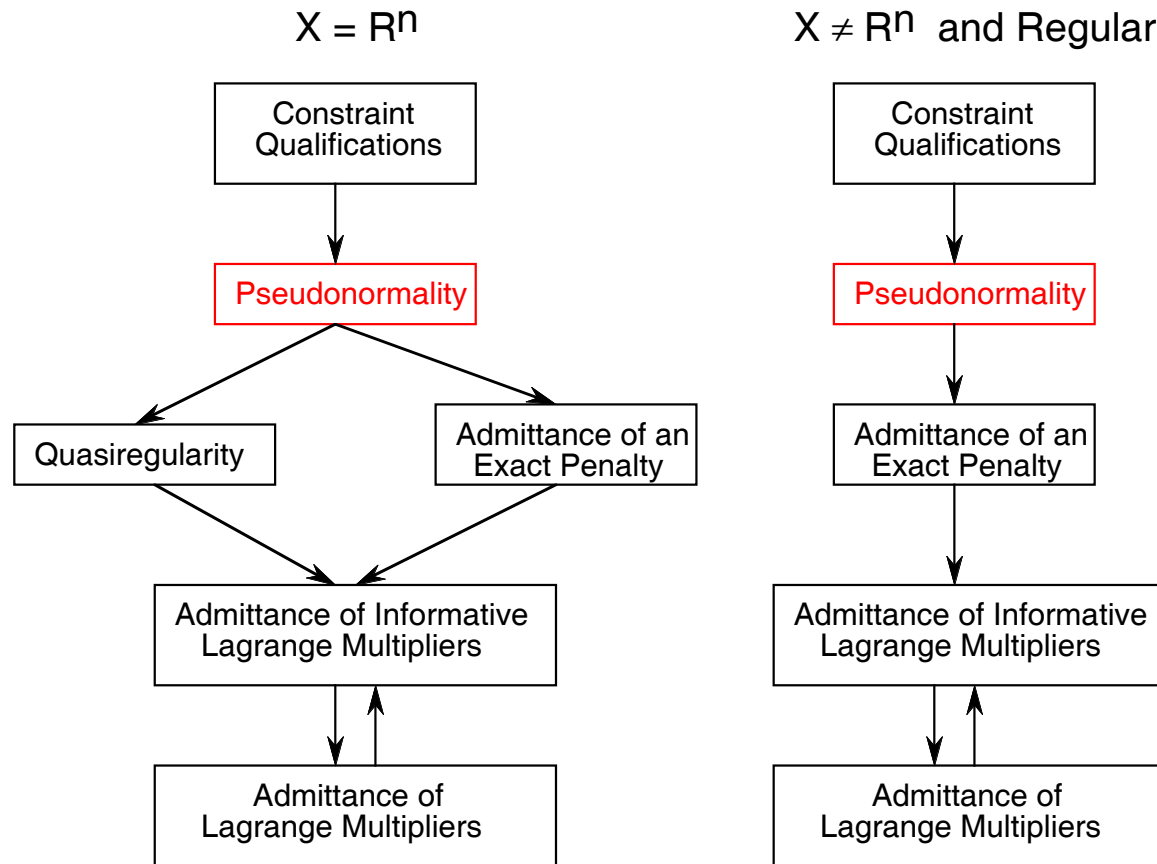 X = Rn
Constraint
Qualifications
Pseudonormality
Quasiregularity
Admittance of an
Exact Penalty
Admittance of Informative
Lagrange Multipliers
Admittance of
Lagrange Multipliers
X ≠ Rn and Regular
Constraint
Qualifications
Pseudonormality
Admittance of an
Exact Penalty
Admittance of Informative
Lagrange Multipliers
Admittance of
Lagrange Multipliers